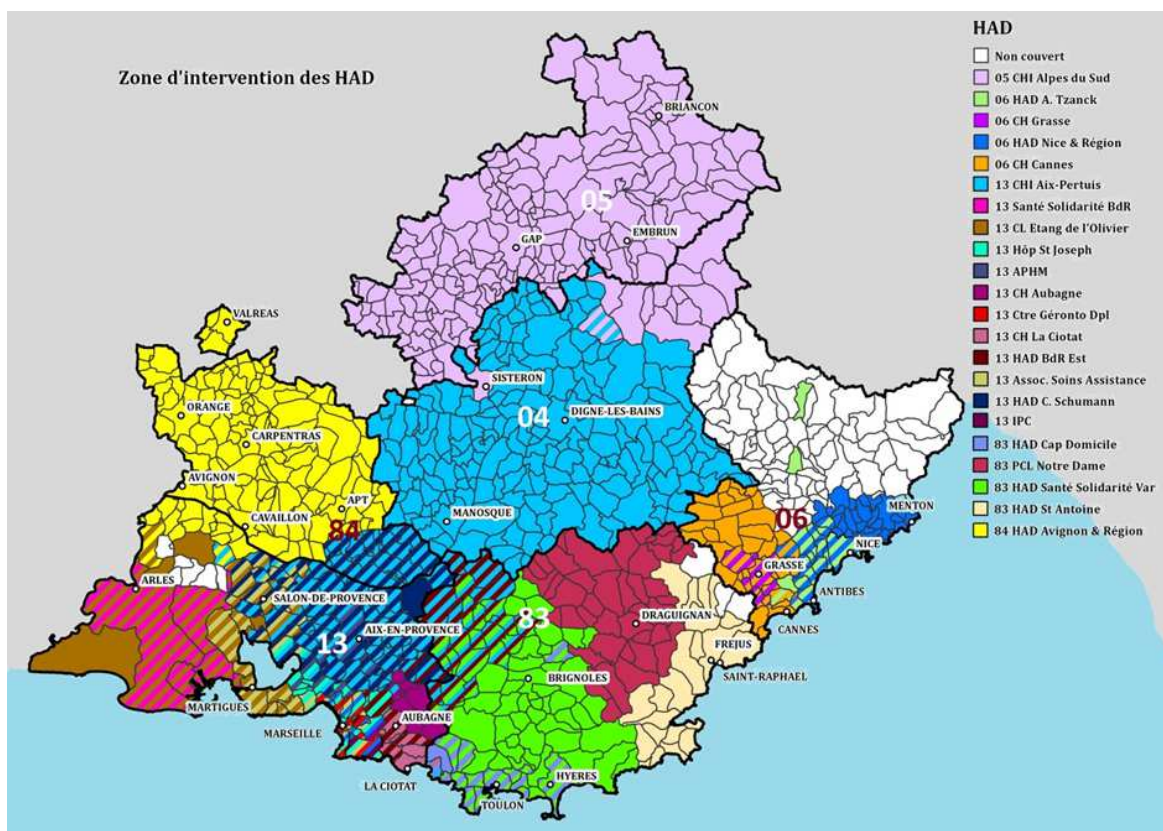 Zone d'intervention des HAD
BRIANCON
05
GAP
EMBRUN
VALREAS
SISTERON
ORANGE
04
DIGNE-LES-BAINS
CARPENTRAS
AVIGNON
APT
MANOSQUE
MENTON
CAVAILLON
84
06
NICE
ARLES
GRASSE
SALON-DE-PROVENCE
ANTIBES
83
DRAGUIGNAN
CANNES
13
AIX-EN-PROVENCE
FREJUS
BRIGNOLES
SAINT-RAPHAEL
MARTIGUES
AUBAGNE
MARSEILLE
LA CIOTAT
HYERES
TOULON
HAD
Non couvert
05 CHI Alpes du Sud
06 HAD A. Tzanck
06 CH Grasse
06 HAD Nice & Région
06 CH Cannes
13 CHI Aix-Pertuis
13 Santé Solidarité BdR
13 CL Etang de l'Olivier
13 Hôp St Joseph
13 APHM
13 CH Aubagne
13 Ctre Géronto Dpl
13 CH La Ciotat
13 HAD BdR Est
13 Assoc. Soins Assistance
13 HAD C. Schumann
13 IPC
83 HAD Cap Domicile
83 PCL Notre Dame
83 HAD Santé Solidarité Var
83 HAD St Antoine
84 HAD Avignon & Région